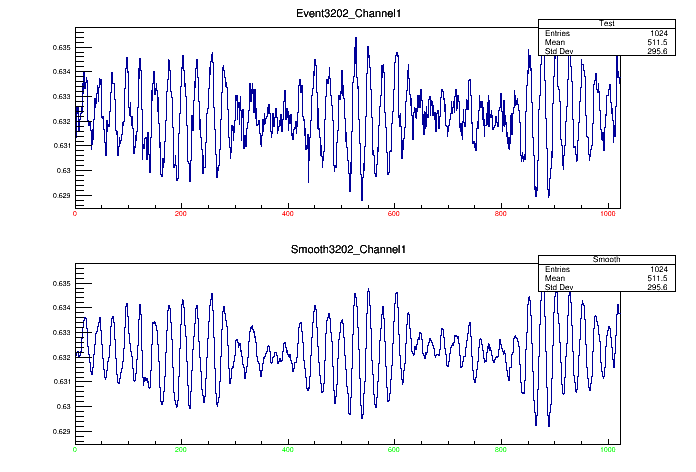 Event3202_Channel1
Test
Entries 1024
Mean 511.5
Std Dev 295.6
0.635
0.634
0.633
0.632
0.631
0.63
0.629
0 200 400 600 800 1000
Smooth3202_Channel1
Smooth
Entries 1024
Mean 511.5
Std Dev 295.6
0.635
0.634
0.633
0.632
0.631
0.63
0.629
0 200 400 600 800 1000